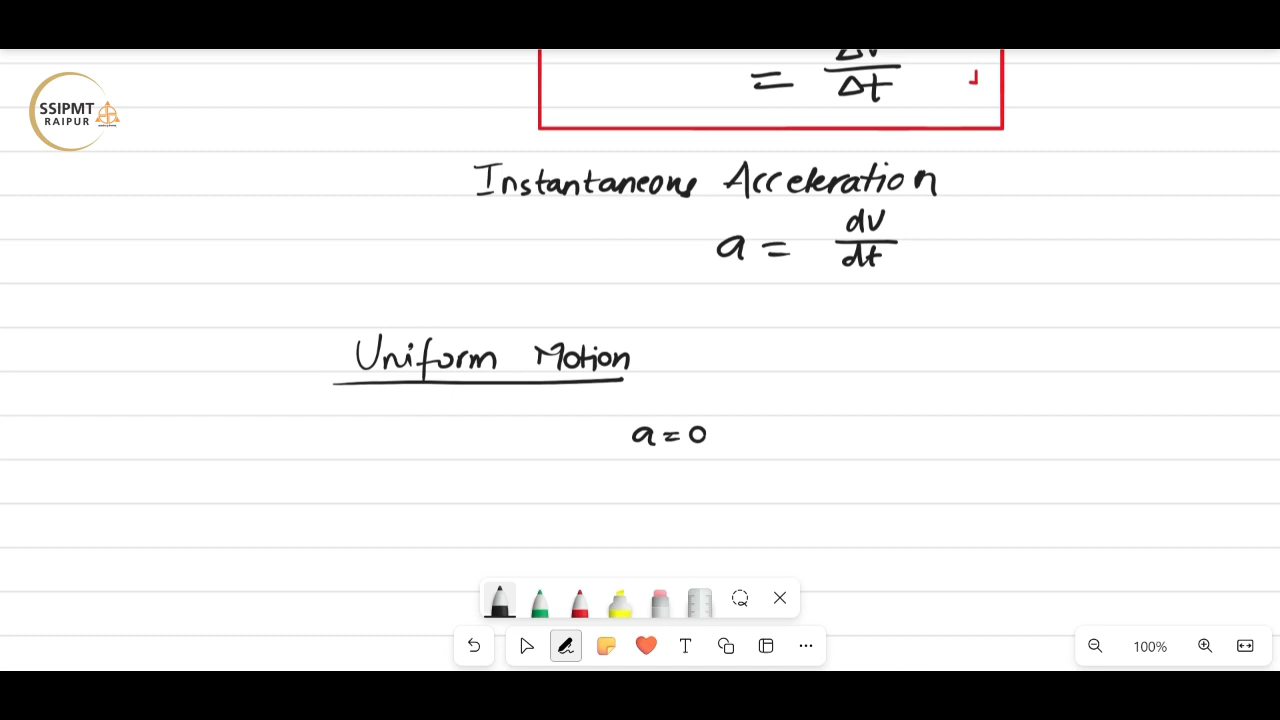 SSIPMT
RAIPUR
= Δv/Δt
Instantaneous Acceleration
a = dv/dt
Uniform Motion
a = 0
T
100%